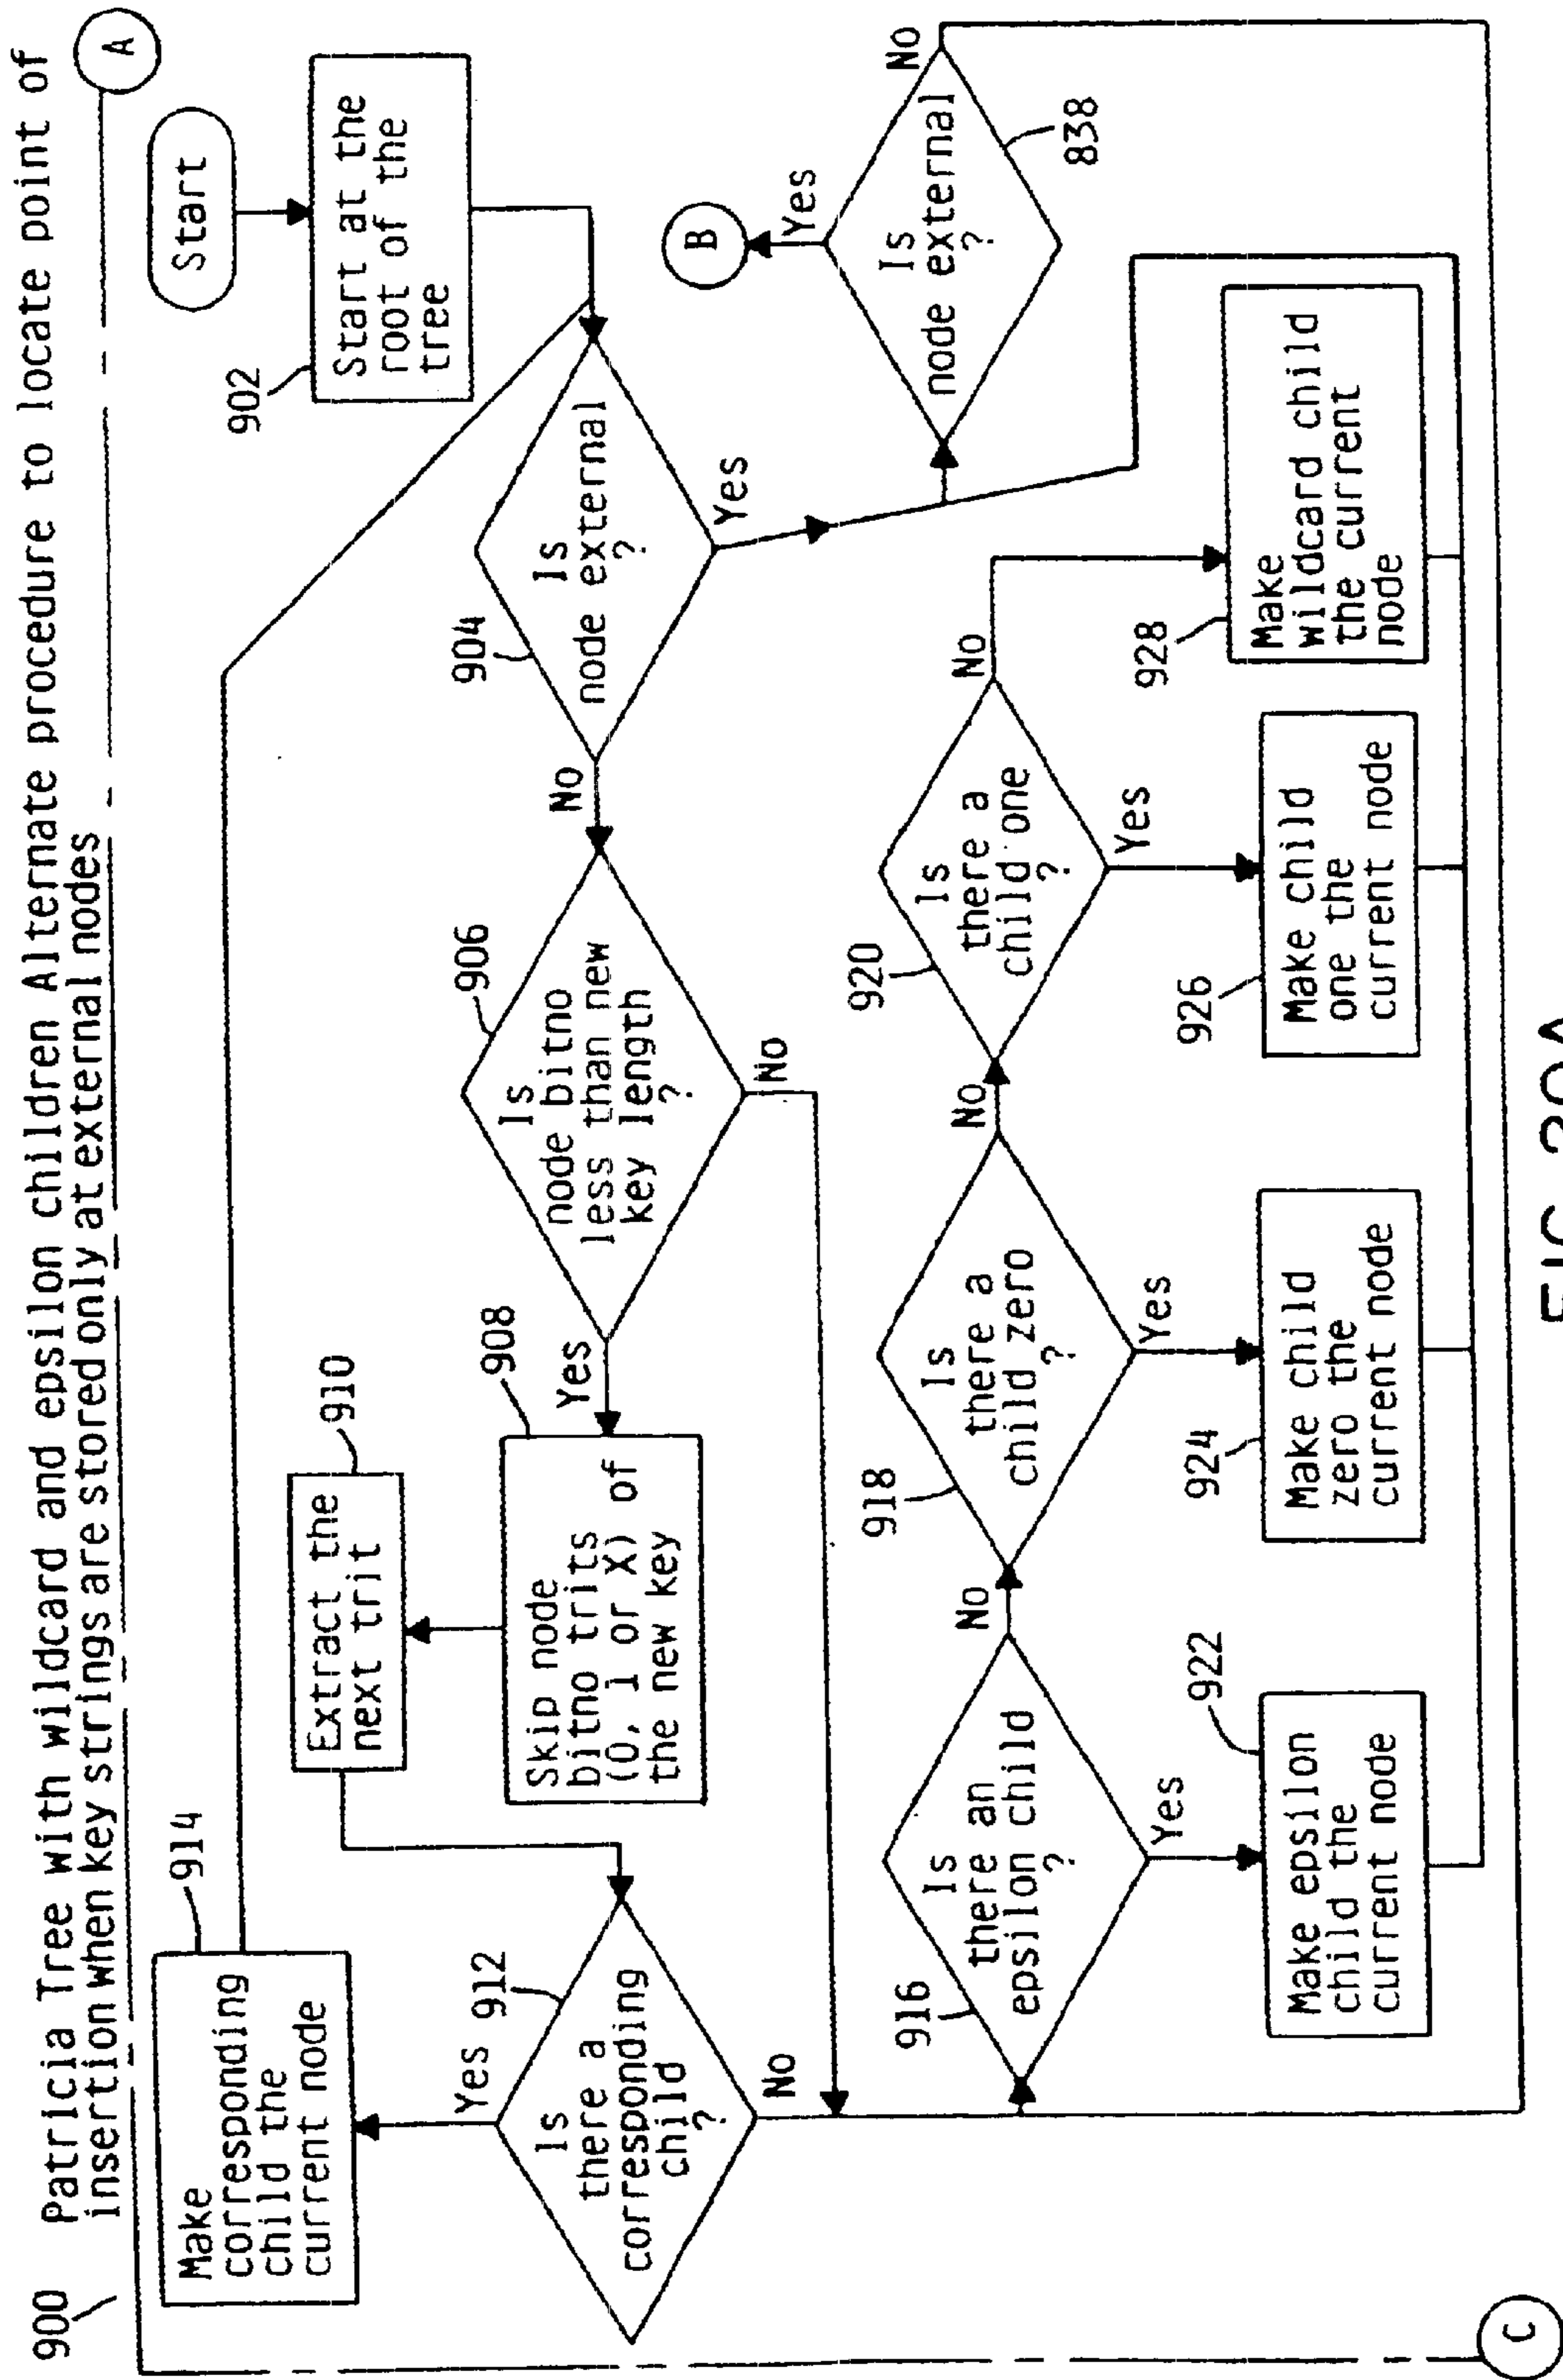 900
Patricia Tree with wildcard and epsilon children Alternate procedure to locate point of
insertion when key strings are stored only at external nodes
A
Start
902
Start at the
root of the
tree
904
Is
node external
?
No
Yes
906
Is
node bitno
less than new
key length
?
Yes
No
908
Skip node
bitno trits
(0, 1 or X) of
the new key
910
Extract the
next trit
912
Is
there a
corresponding
child
?
Yes
No
914
Make
corresponding
child the
current node
916
Is
there an
epsilon child
?
No
Yes
922
Make epsilon
child the
current node
918
Is
there a
child zero
?
No
Yes
924
Make child
zero the
current node
920
Is
there a
child one
?
No
Yes
926
Make child
one the
current node
928
Make
wildcard child
the current
node
838
Is
node external
?
Yes
No
B
C